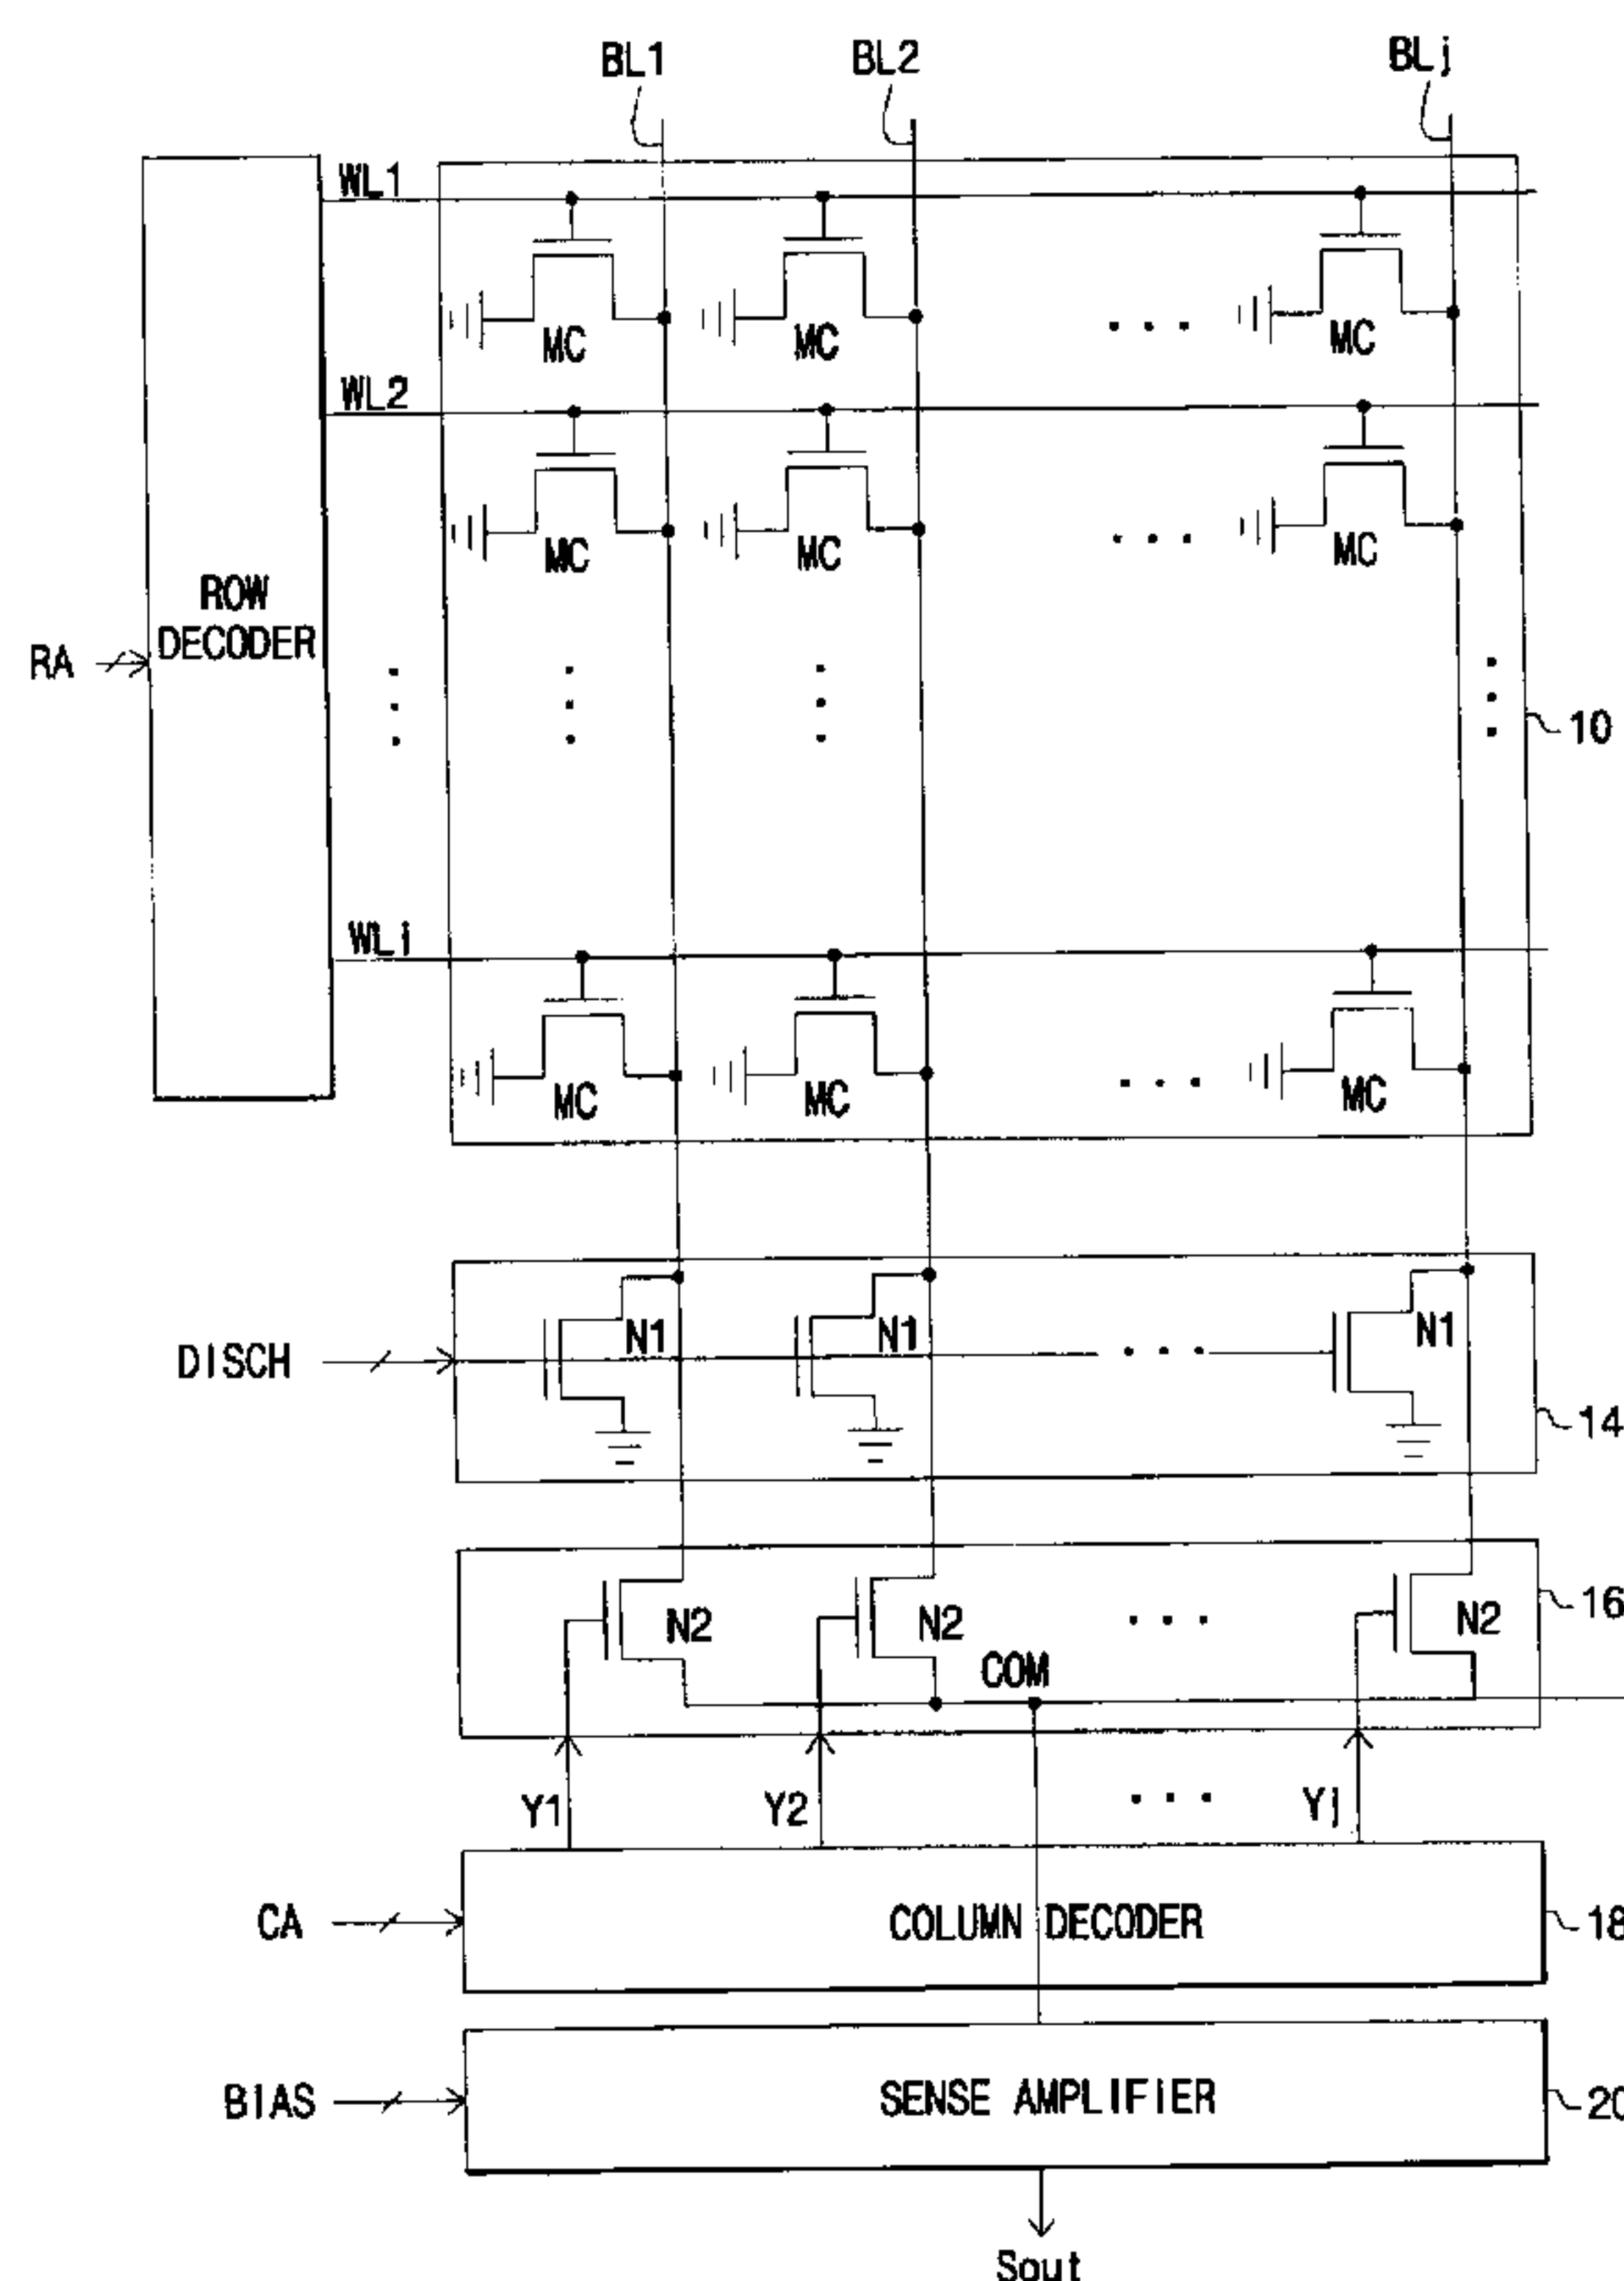 BL1 BL2 BLj
WL1
MC MC MC
WL2
MC MC MC
ROW
DECODER
RA
10
WLi
MC MC MC
N1 N1 N1
DISCH
14
16
N2 N2 N2
COM
Y1 Y2 Yj
CA COLUMN DECODER 18
BIAS SENSE AMPLIFIER 20
Sout